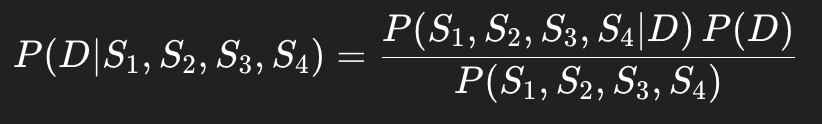 P(D|S₁, S₂, S₃, S₄) = P(S₁, S₂, S₃, S₄|D) P(D) / P(S₁, S₂, S₃, S₄)